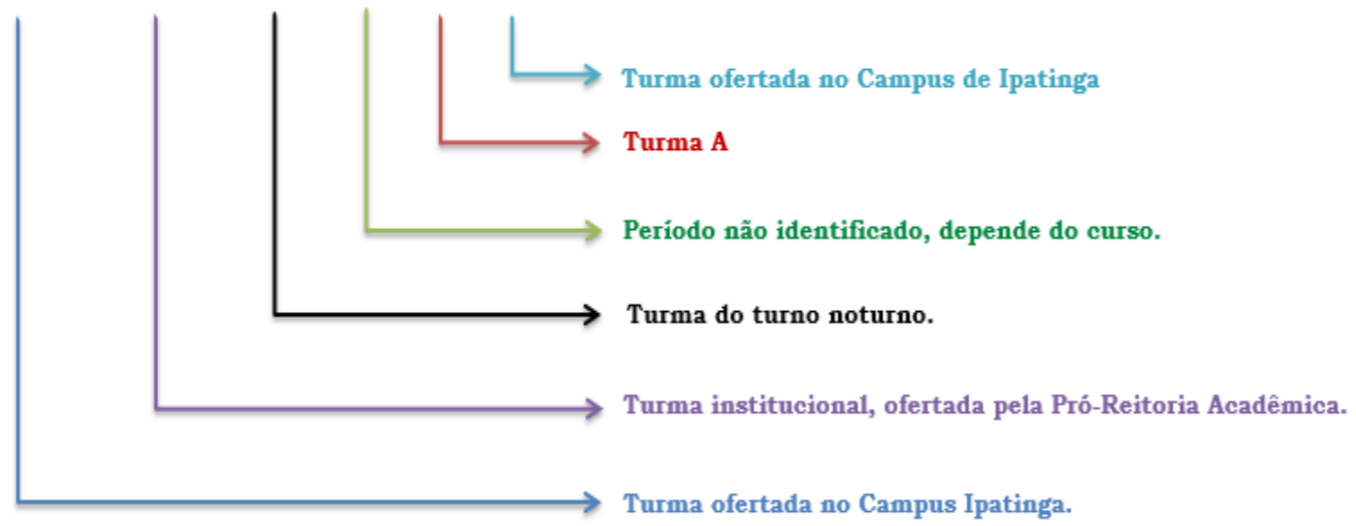 Turma ofertada no Campus de Ipatinga
Turma A
Período não identificado, depende do curso.
Turma do turno noturno.
Turma institucional, ofertada pela Pró-Reitoria Acadêmica.
Turma ofertada no Campus Ipatinga.